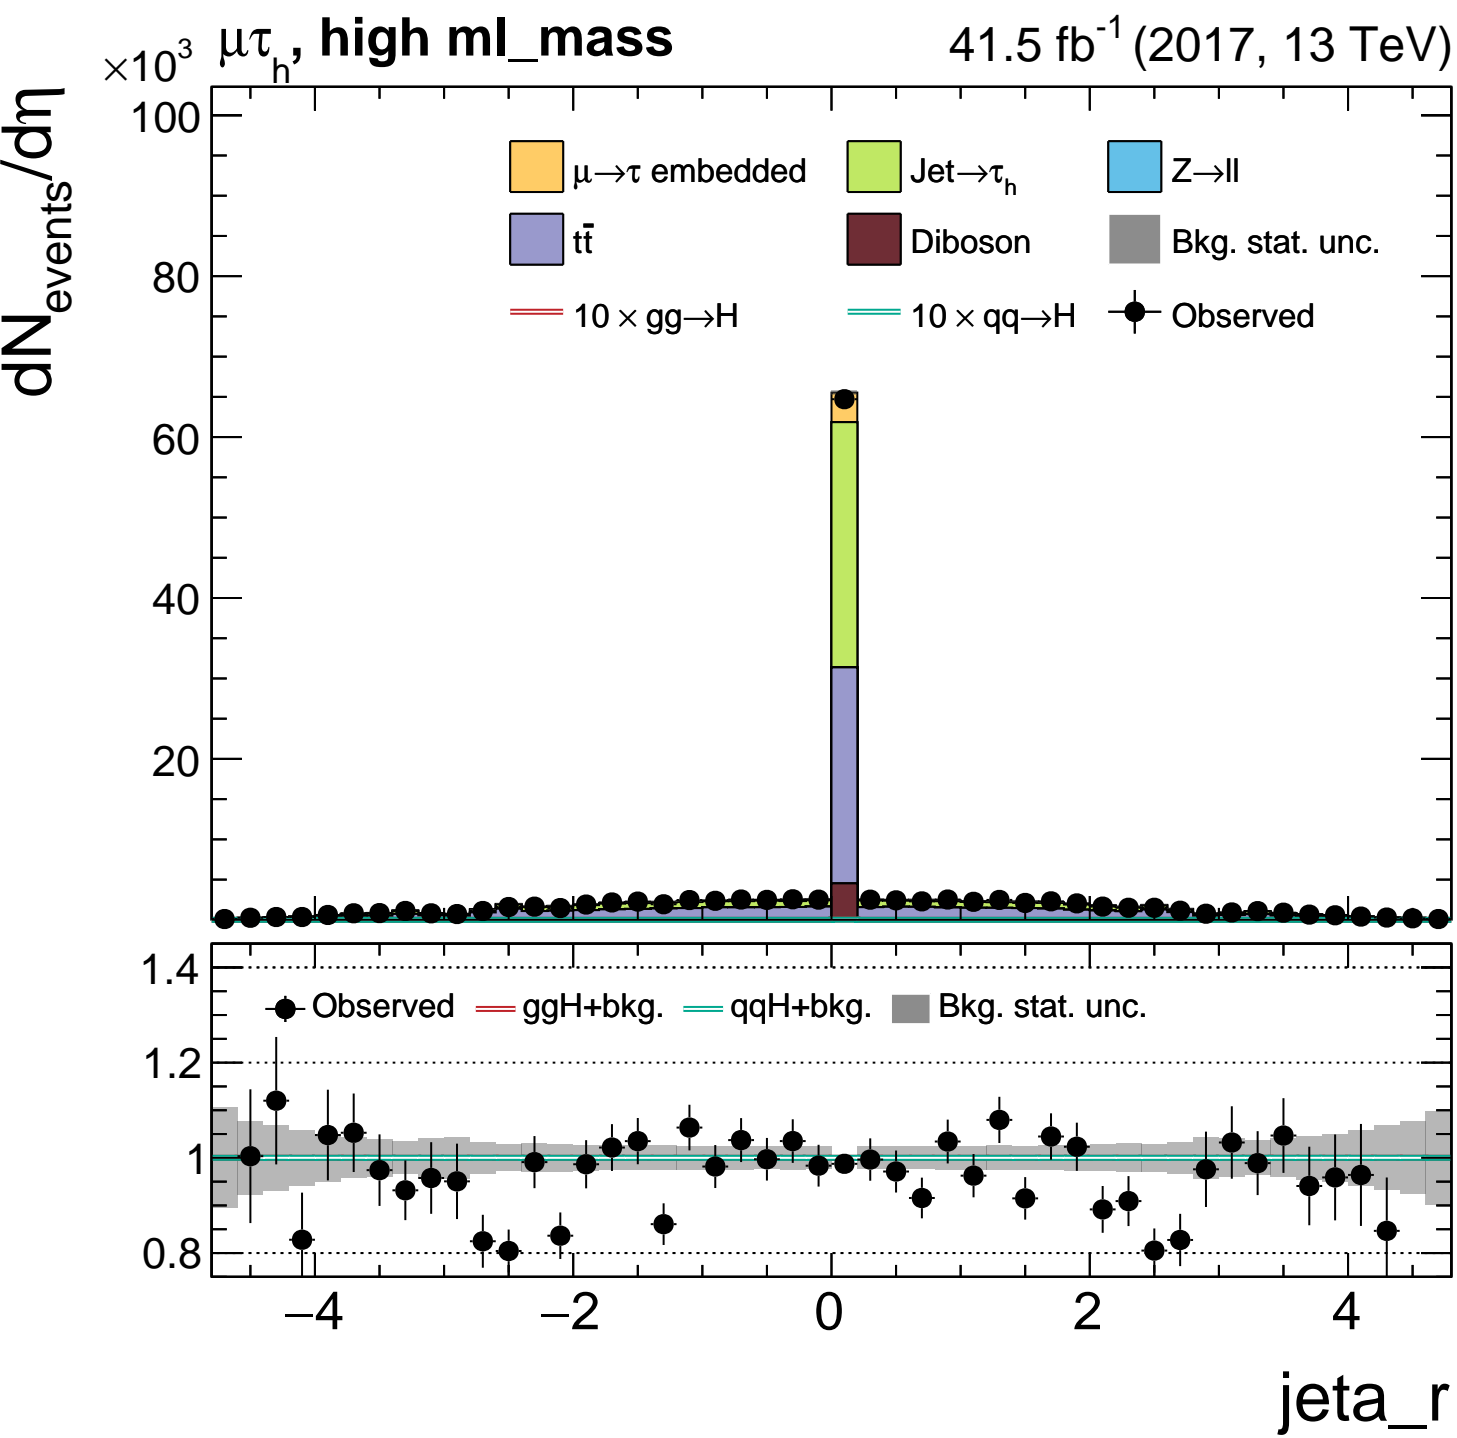 ×10³ μτₕ, high ml_mass 41.5 fb⁻¹ (2017, 13 TeV)
dN_events/dη
100
80
60
40
20
μ→τ embedded Jet→τₕ Z→ll
tt̄ Diboson Bkg. stat. unc.
10 × gg→H 10 × qq→H Observed
1.4
1.2
1
0.8
Observed ggH+bkg. qqH+bkg. Bkg. stat. unc.
−4 −2 0 2 4
jeta_r